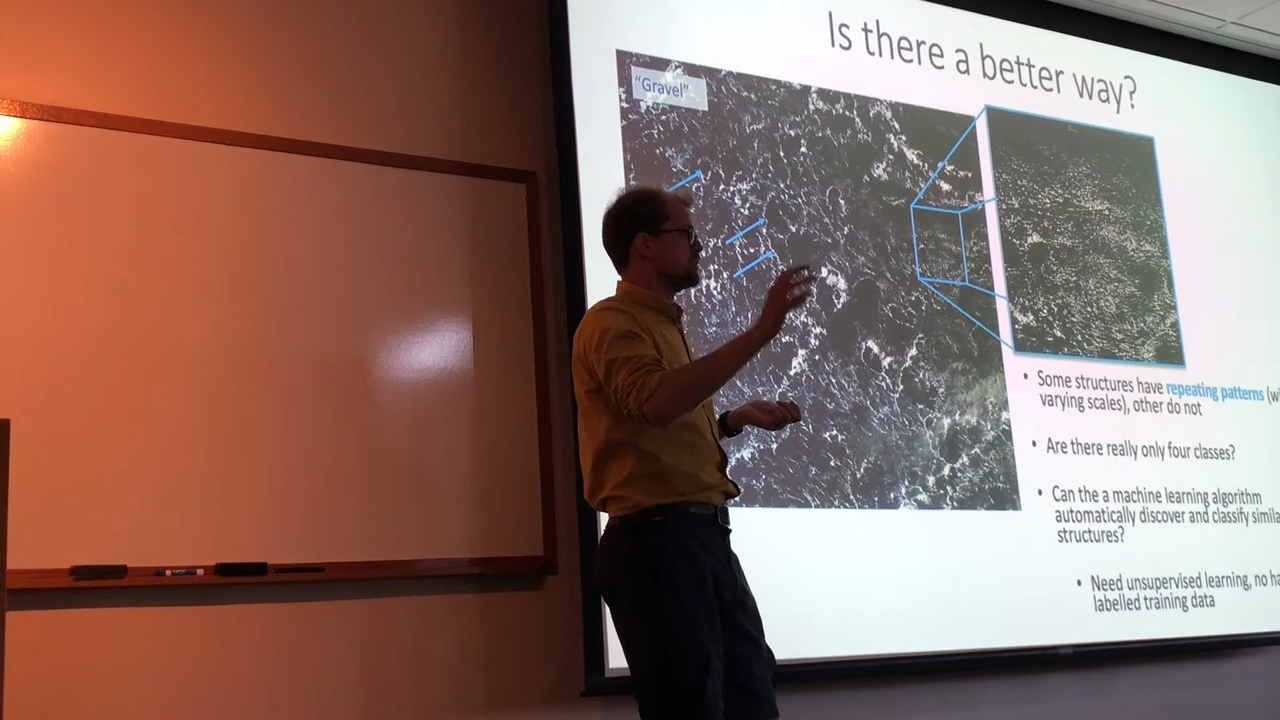 Is there a better way?
"Gravel"
• Some structures have repeating patterns
varying scales), other do not
• Are there really only four classes?
• Can the a machine learning algorithm
automatically discover and classify
structures?
• Need unsupervised learning, no
labelled training data